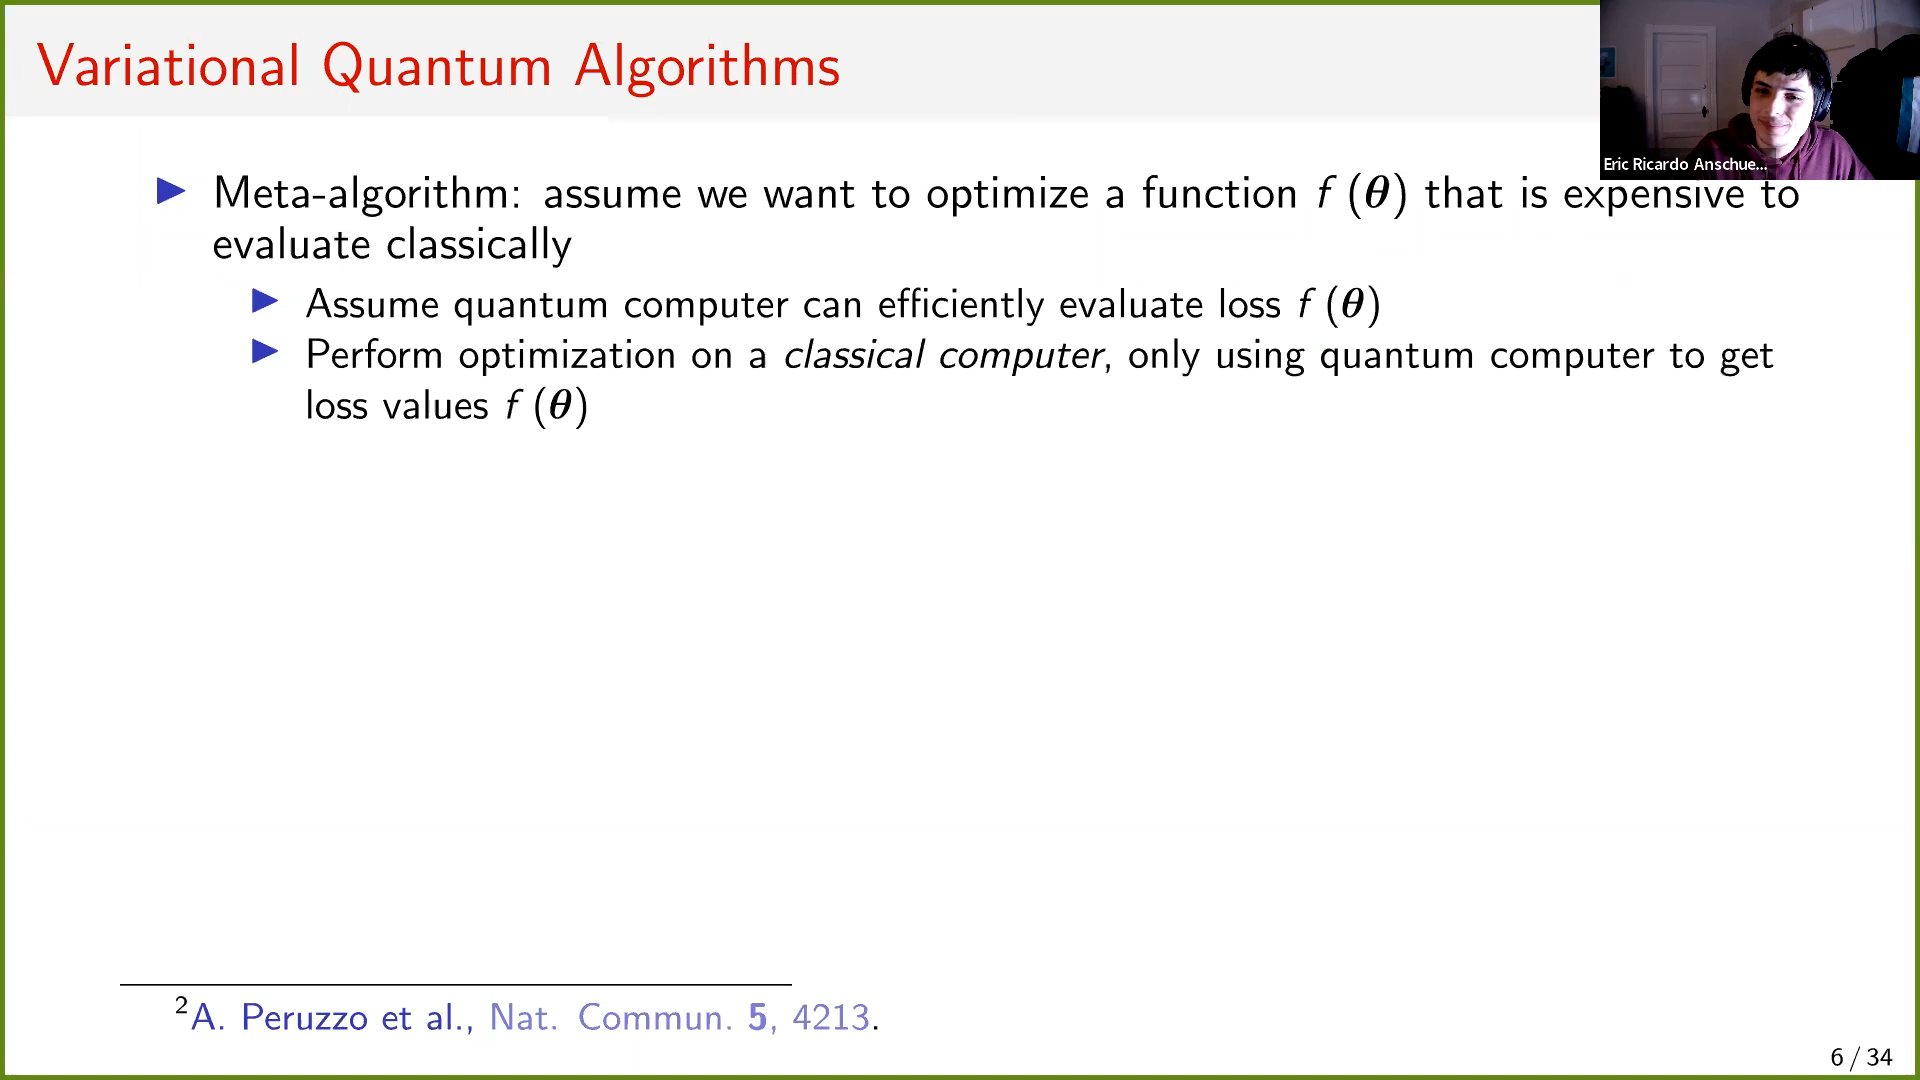 Variational Quantum Algorithms
Eric Ricardo Anschue...
Meta-algorithm: assume we want to optimize a function f (θ) that is expensive to
evaluate classically
Assume quantum computer can efficiently evaluate loss f (θ)
Perform optimization on a classical computer, only using quantum computer to get
loss values f (θ)
²A. Peruzzo et al., Nat. Commun. 5, 4213.
6 / 34